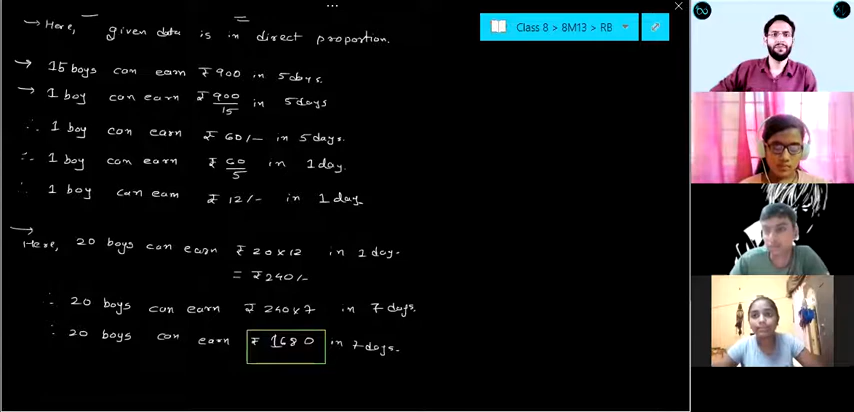 ...
→ Here, given data is in direct proportion.
Class 8 > 8M13 > RB
→ 15 boys can earn ₹ 900 in 5 days.
→ 1 boy can earn ₹ 900/15 in 5 days
∴ 1 boy can earn ₹ 60/- in 5 days.
∴ 1 boy can earn ₹ 60/5 in 1 day.
∴ 1 boy can earn ₹ 12/- in 1 day
→ Here, 20 boys can earn ₹ 20×12 in 1 day.
= ₹ 240/-
∴ 20 boys can earn ₹ 240×7 in 7 days.
∴ 20 boys can earn ₹ 1680 in 7 days.